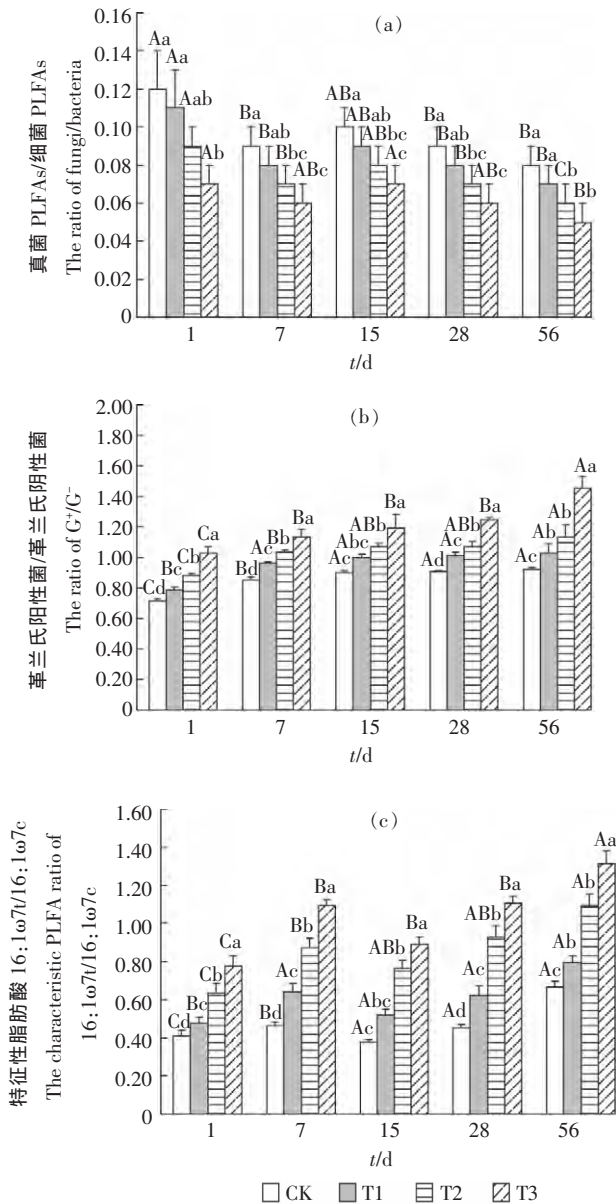 (a)
真菌 PLFAs/细菌 PLFAs
The ratio of fungi/bacteria
0.16
0.14
0.12
0.10
0.08
0.06
0.04
0.02
0
Aa Aa Aab Ab
Ba Bab Bbc ABc
ABa ABab ABbc Ac
Ba Bab Bbc ABc
Ba Ba Cb Bb
1 7 15 28 56
t/d
(b)
革兰氏阳性菌/革兰氏阴性菌
The ratio of G⁺/G⁻
2.00
1.80
1.60
1.40
1.20
1.00
0.80
0.60
0.40
0.20
0
Cd Bc Cb Ca
Bd Ac Bb Ba
Ac Abc ABb Ba
Ad Ac ABb Ba
Ac Ab Ab Aa
1 7 15 28 56
t/d
(c)
特征性脂肪酸 16:1ω7t/16:1ω7c
The characteristic PLFA ratio of
16:1ω7t/16:1ω7c
1.60
1.40
1.20
1.00
0.80
0.60
0.40
0.20
0
Cd Bc Cb Ca
Bd Ac Bb Ba
Ac Abc ABb Ba
Ad Ac ABb Ba
Ac Ab Ab Aa
1 7 15 28 56
t/d
CK T1 T2 T3